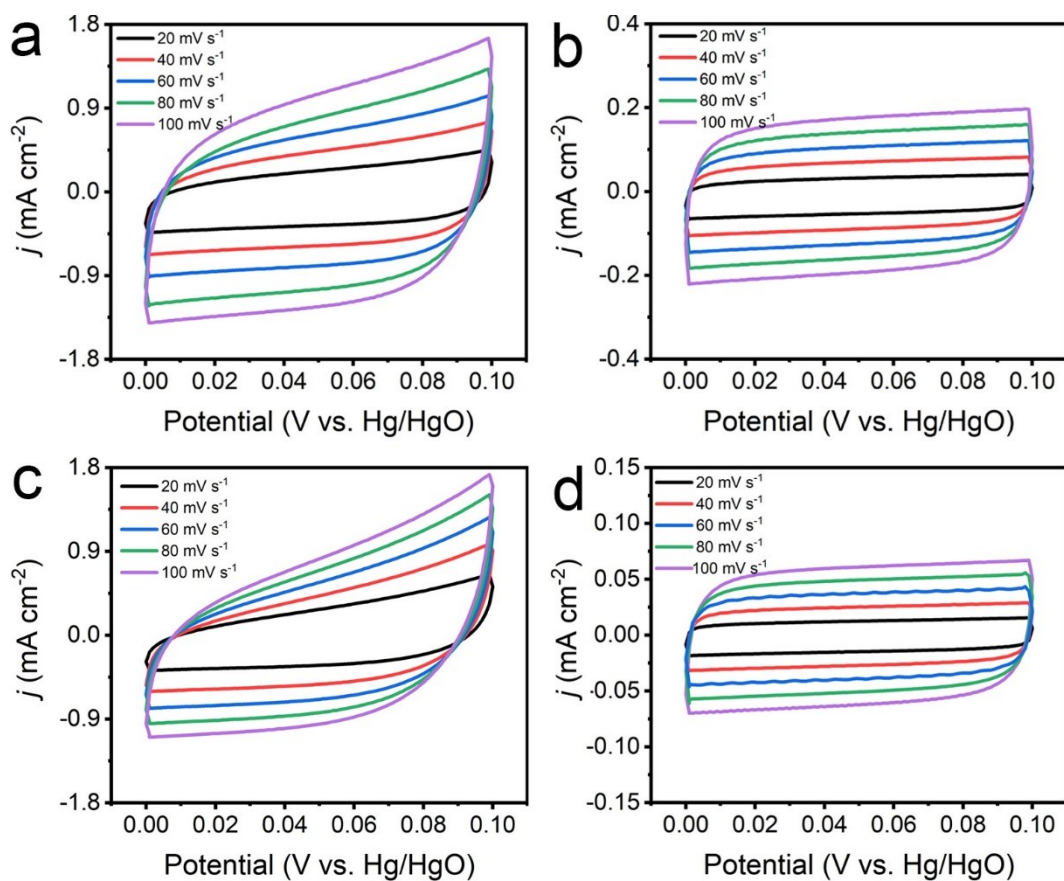 a
1.8
0.9
0.0
-0.9
-1.8
j (mA cm⁻²)
20 mV s⁻¹
40 mV s⁻¹
60 mV s⁻¹
80 mV s⁻¹
100 mV s⁻¹
0.00 0.02 0.04 0.06 0.08 0.10
Potential (V vs. Hg/HgO)
b
0.4
0.2
0.0
-0.2
-0.4
j (mA cm⁻²)
20 mV s⁻¹
40 mV s⁻¹
60 mV s⁻¹
80 mV s⁻¹
100 mV s⁻¹
0.00 0.02 0.04 0.06 0.08 0.10
Potential (V vs. Hg/HgO)
c
1.8
0.9
0.0
-0.9
-1.8
j (mA cm⁻²)
20 mV s⁻¹
40 mV s⁻¹
60 mV s⁻¹
80 mV s⁻¹
100 mV s⁻¹
0.00 0.02 0.04 0.06 0.08 0.10
Potential (V vs. Hg/HgO)
d
0.15
0.10
0.05
0.00
-0.05
-0.10
-0.15
j (mA cm⁻²)
20 mV s⁻¹
40 mV s⁻¹
60 mV s⁻¹
80 mV s⁻¹
100 mV s⁻¹
0.00 0.02 0.04 0.06 0.08 0.10
Potential (V vs. Hg/HgO)